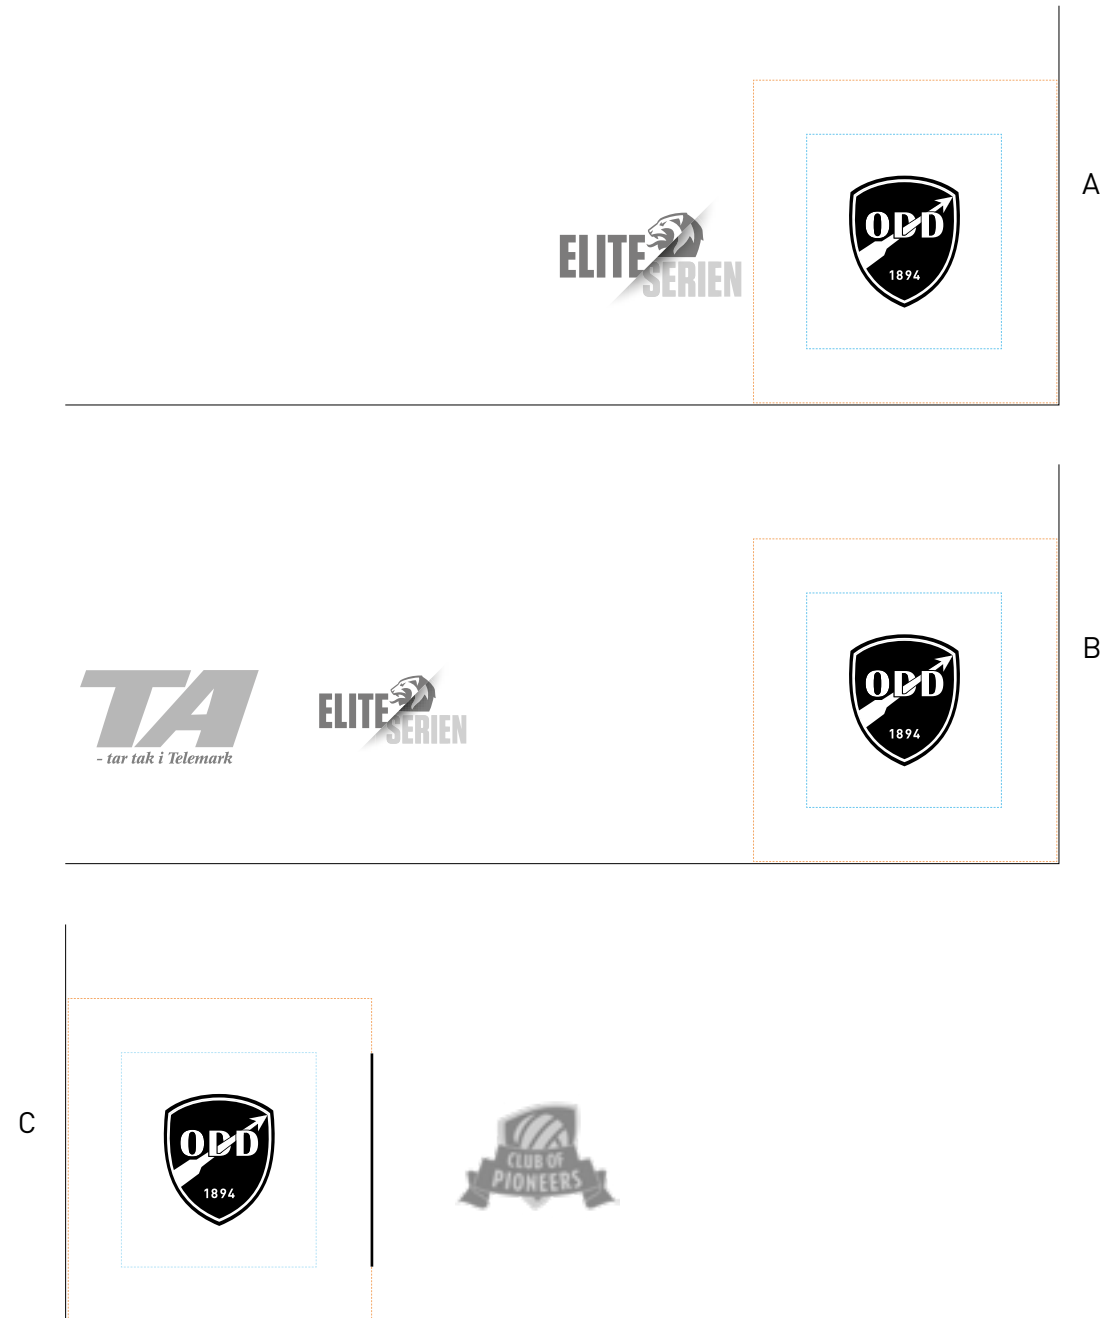 A
ODD
1894
ELITE
SERIEN
B
ODD
1894
TA
– tar tak i Telemark
ELITE
SERIEN
C
ODD
1894
CLUB OF
PIONEERS